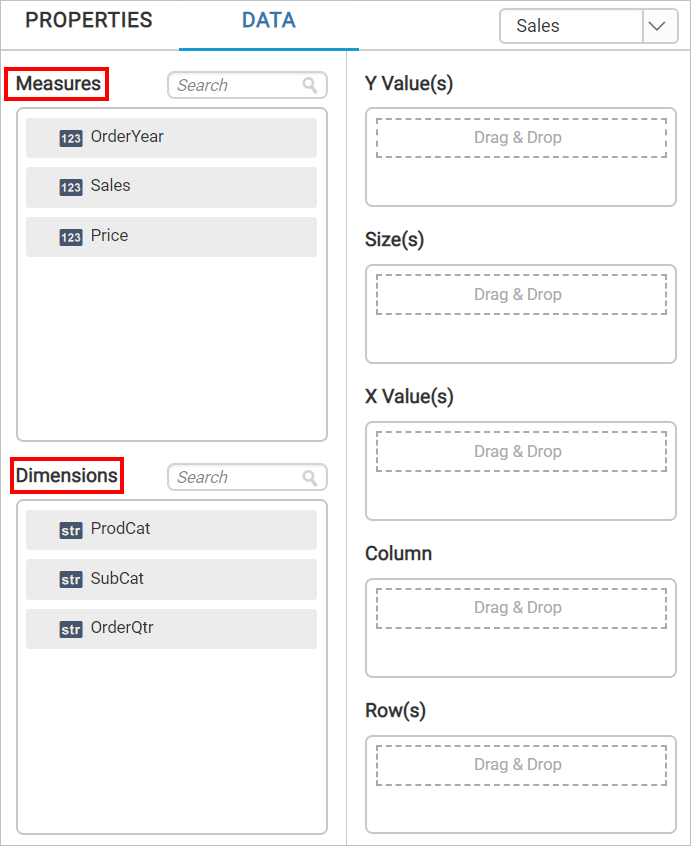 PROPERTIES
DATA
Sales
Measures
Search
123 OrderYear
123 Sales
123 Price
Dimensions
Search
str ProdCat
str SubCat
str OrderQtr
Y Value(s)
Drag & Drop
Size(s)
Drag & Drop
X Value(s)
Drag & Drop
Column
Drag & Drop
Row(s)
Drag & Drop